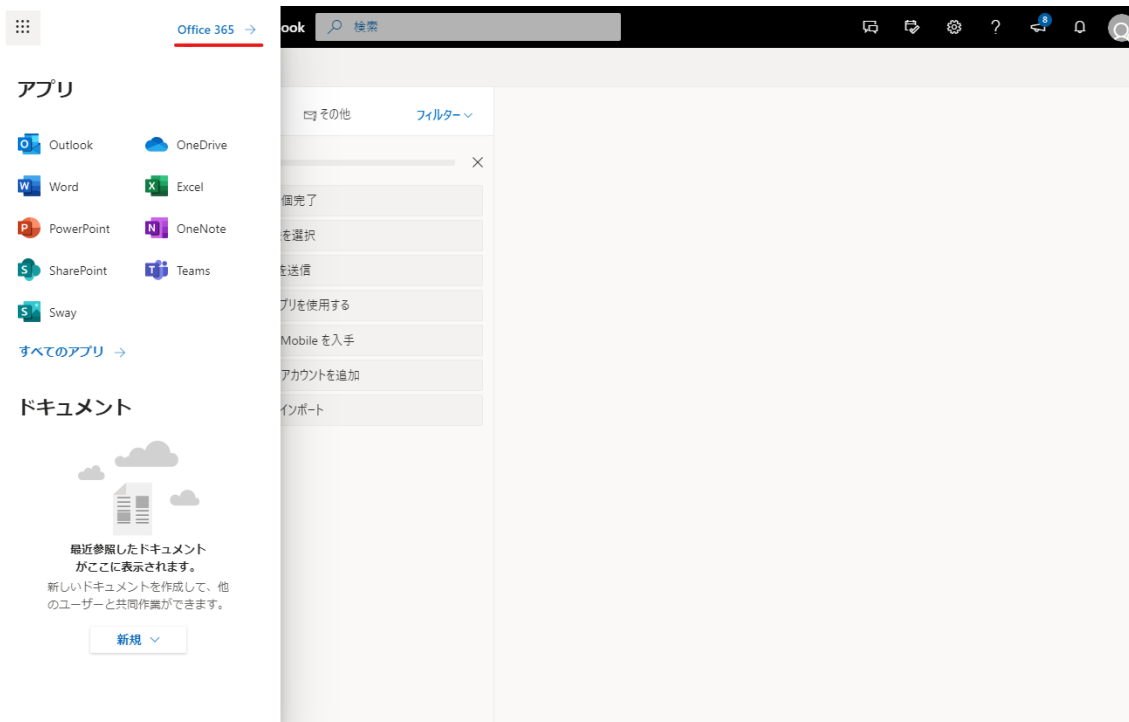 Office 365 →
ook
検索
8
アプリ
その他
フィルター
Outlook
OneDrive
Word
Excel
個完了
PowerPoint
OneNote
を選択
SharePoint
Teams
を送信
Sway
プリを使用する
すべてのアプリ →
Mobile を入手
アカウントを追加
ドキュメント
インポート
最近参照したドキュメント
がここに表示されます。
新しいドキュメントを作成して、他
のユーザーと共同作業ができます。
新規